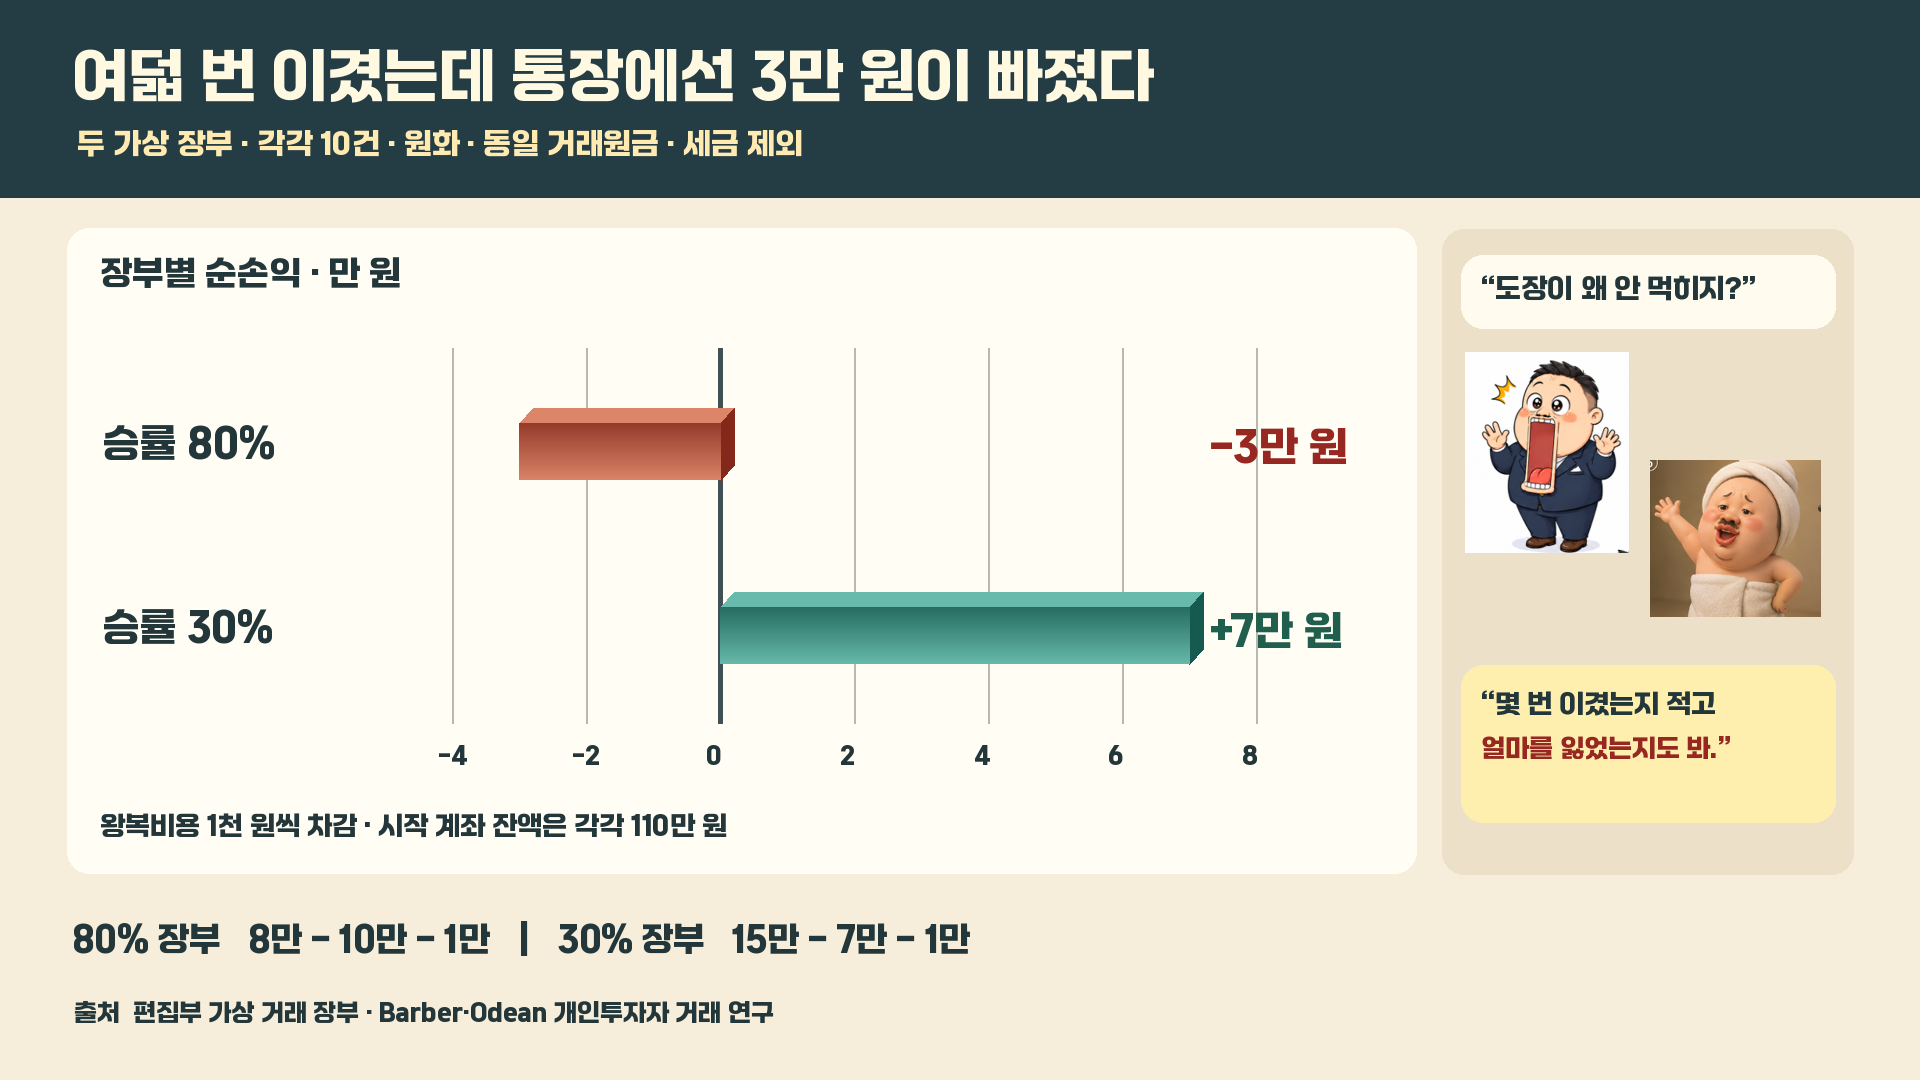 여덟 번 이겼는데 통장에선 3만 원이 빠졌다
두 가상 장부 · 각각 10건 · 원화 · 동일 거래원금 · 세금 제외
장부별 순손익 · 만 원
승률 80%
−3만 원
승률 30%
+7만 원
−4 −2 0 2 4 6 8
왕복비용 1천 원씩 차감 · 시작 계좌 잔액은 각각 110만 원
“도장이 왜 안 먹히지?”
“몇 번 이겼는지 적고
얼마를 잃었는지도 봐.”
80% 장부 8만 − 10만 − 1만 | 30% 장부 15만 − 7만 − 1만
출처 편집부 가상 거래 장부 · Barber·Odean 개인투자자 거래 연구